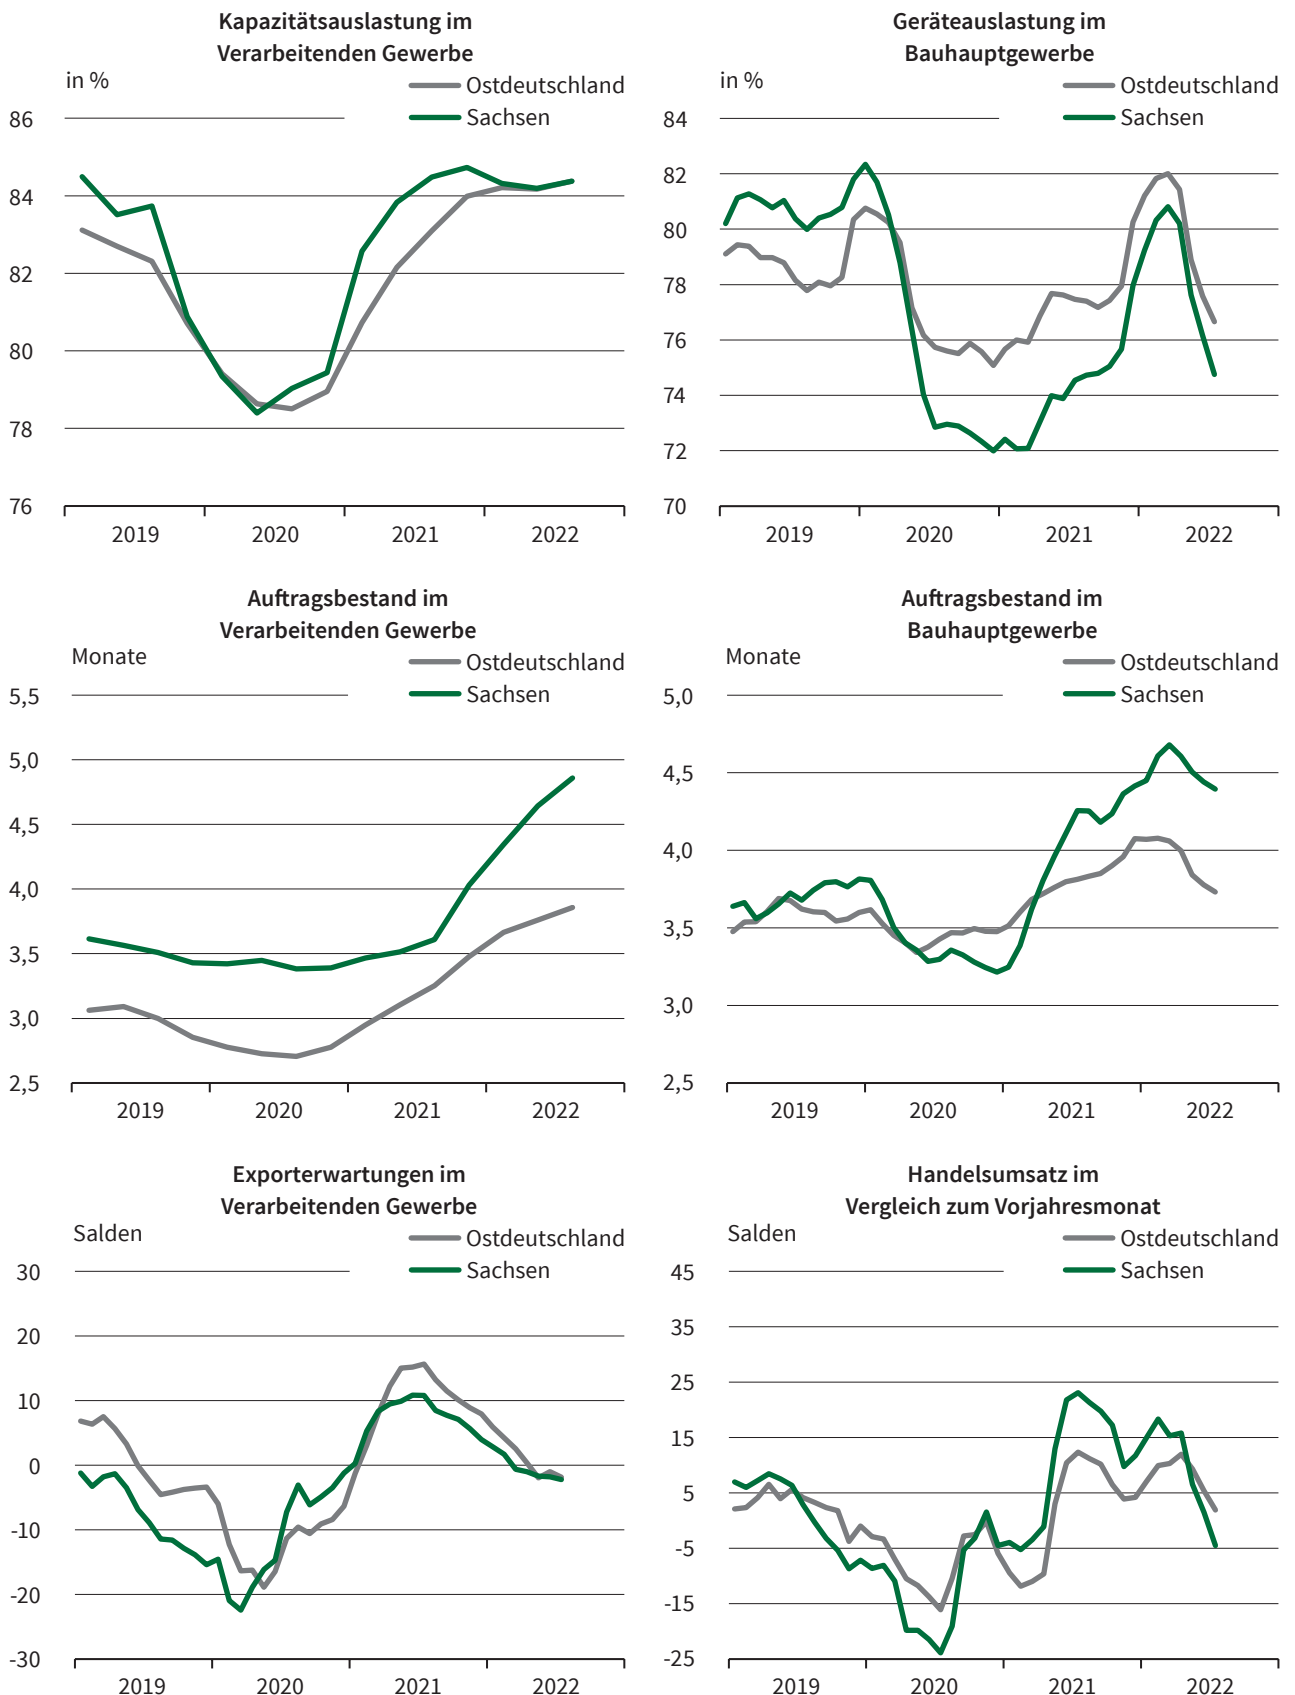 Kapazitätsauslastung im
Verarbeitenden Gewerbe
in %
Ostdeutschland
Sachsen
86
84
82
80
78
76
2019 2020 2021 2022
Geräteauslastung im
Bauhauptgewerbe
in %
Ostdeutschland
Sachsen
84
82
80
78
76
74
72
70
2019 2020 2021 2022
Auftragsbestand im
Verarbeitenden Gewerbe
Monate
Ostdeutschland
Sachsen
5,5
5,0
4,5
4,0
3,5
3,0
2,5
2019 2020 2021 2022
Auftragsbestand im
Bauhauptgewerbe
Monate
Ostdeutschland
Sachsen
5,0
4,5
4,0
3,5
3,0
2,5
2019 2020 2021 2022
Exporterwartungen im
Verarbeitenden Gewerbe
Salden
Ostdeutschland
Sachsen
30
20
10
0
-10
-20
-30
2019 2020 2021 2022
Handelsumsatz im
Vergleich zum Vorjahresmonat
Salden
Ostdeutschland
Sachsen
45
35
25
15
5
-5
-15
-25
2019 2020 2021 2022